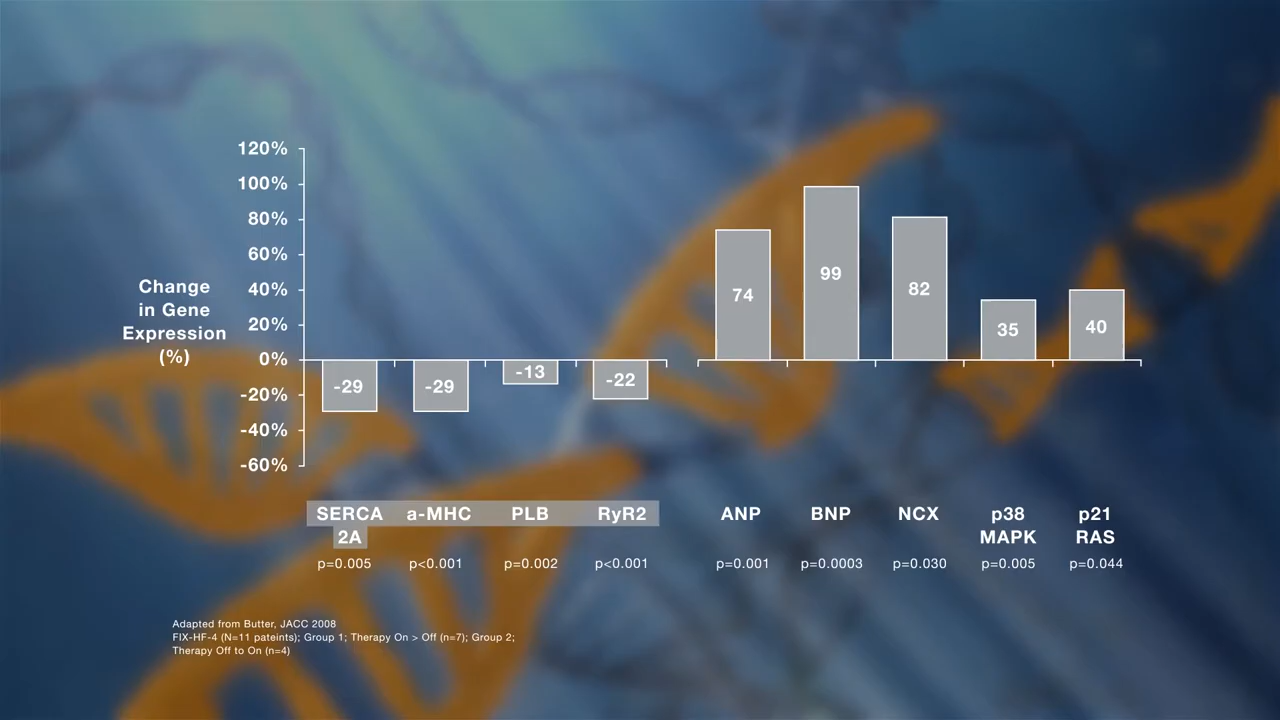 120%
100%
80%
60%
40%
20%
0%
-20%
-40%
-60%
Change
in Gene
Expression
(%)
-29 -29 -13 -22 74 99 82 35 40
SERCA a-MHC PLB RyR2 ANP BNP NCX p38 p21
2A MAPK RAS
p=0.005 p<0.001 p=0.002 p<0.001 p=0.001 p=0.0003 p=0.030 p=0.005 p=0.044
Adapted from Butter, JACC 2008
FIX-HF-4 (N=11 pateints); Group 1; Therapy On > Off (n=7); Group 2;
Therapy Off to On (n=4)